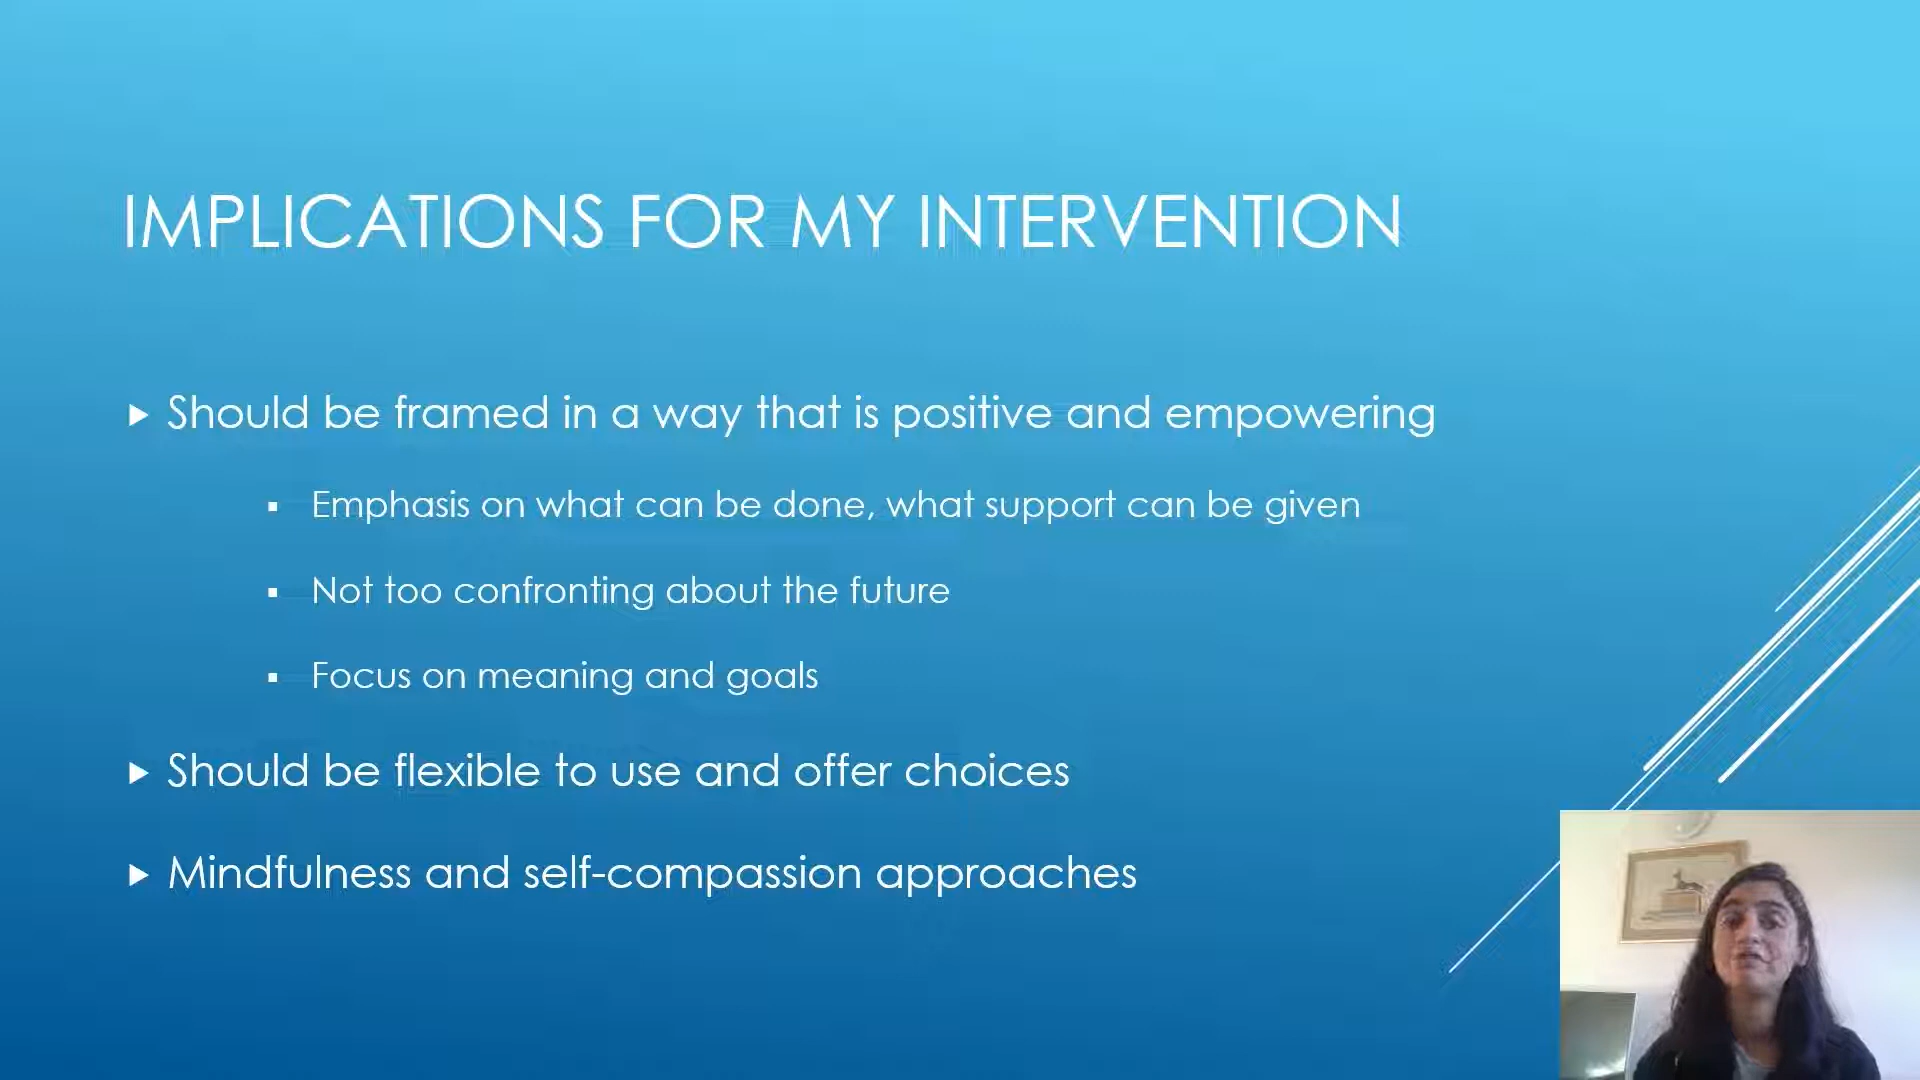 IMPLICATIONS FOR MY INTERVENTION
Should be framed in a way that is positive and empowering
Emphasis on what can be done, what support can be given
Not too confronting about the future
Focus on meaning and goals
Should be flexible to use and offer choices
Mindfulness and self-compassion approaches